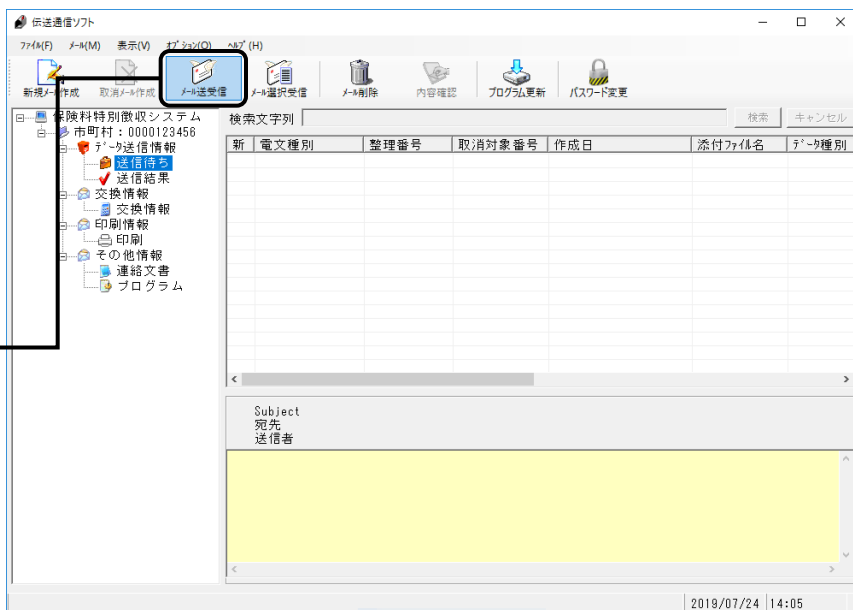 伝送通信ソフト
ﾌｧｲﾙ(F) ﾒｰﾙ(M) 表示(V) ｵﾌﾟｼｮﾝ(O) ﾍﾙﾌﾟ(H)
新規ﾒｰﾙ作成 取消ﾒｰﾙ作成 ﾒｰﾙ送受信 ﾒｰﾙ選択受信 ﾒｰﾙ削除 内容確認 ﾌﾟﾛｸﾞﾗﾑ更新 ﾊﾟｽﾜｰﾄﾞ変更
保険料特別徴収システム
市町村：0000123456
ﾃﾞｰﾀ送信情報
送信待ち
送信結果
交換情報
交換情報
印刷情報
印刷
その他情報
連絡文書
プログラム
検索文字列 検索 キャンセル
新 電文種別 整理番号 取消対象番号 作成日 添付ﾌｧｲﾙ名 ﾃﾞｰﾀ種別
Subject
宛先
送信者
2019/07/24 14:05